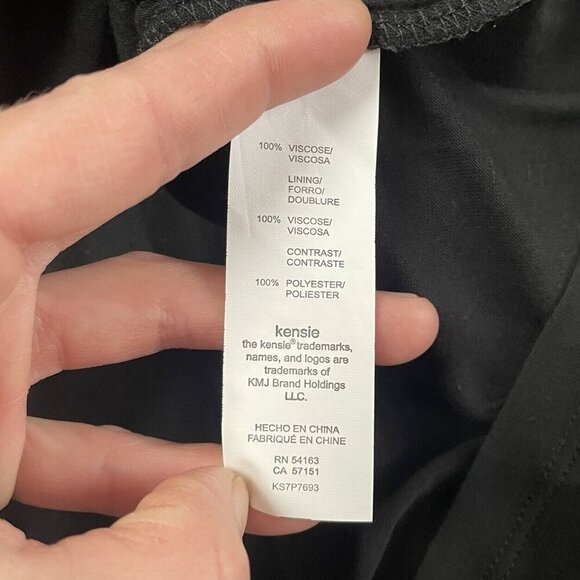 100% VISCOSE/
VISCOSA
LINING/
FORRO/
DOUBLURE
100% VISCOSE/
VISCOSA
CONTRAST/
CONTRASTE
100% POLYESTER/
POLIESTER
kensie
the kensie® trademarks,
names, and logos are
trademarks of
KMJ Brand Holdings
LLC.
HECHO EN CHINA
FABRIQUÉ EN CHINE
RN 54163
CA 57151
KS7P7693